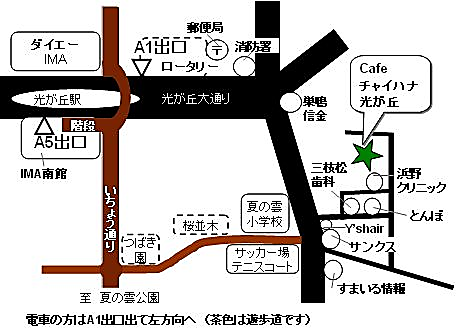 郵便局
ダイエー
IMA
A1出口
〒
消防署
ロータリー
Cafe
チャイハナ
光が丘
光が丘駅
光が丘大通り
巣鴨
信金
階段
A5出口
IMA南館
三枝松
歯科
浜野
クリニック
いちょう通り
夏の雲
小学校
とんぼ
桜並木
Y'shair
つばき
園
サンクス
サッカー場
テニスコート
すまいる情報
至 夏の雲公園
電車の方はA1出口出て左方向へ (茶色は遊歩道です)